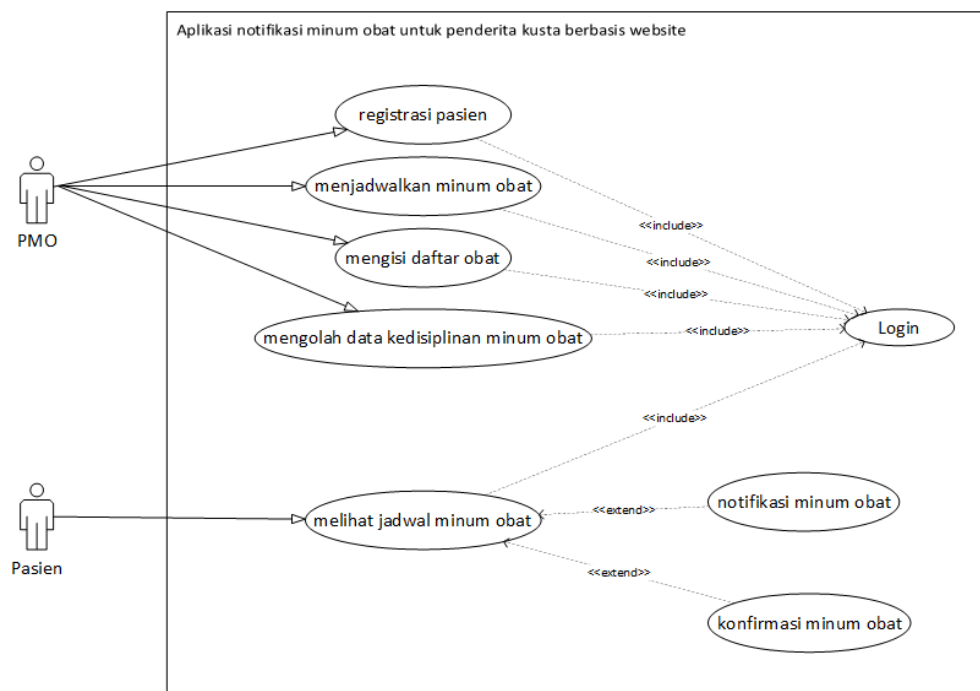 Aplikasi notifikasi minum obat untuk penderita kusta berbasis website
registrasi pasien
menjadwalkan minum obat
PMO
<<include>>
mengisi daftar obat
<<include>>
<<include>>
Login
mengolah data kedisiplinan minum obat
<<include>>
<<include>>
notifikasi minum obat
<<extend>>
melihat jadwal minum obat
Pasien
<<extend>>
konfirmasi minum obat